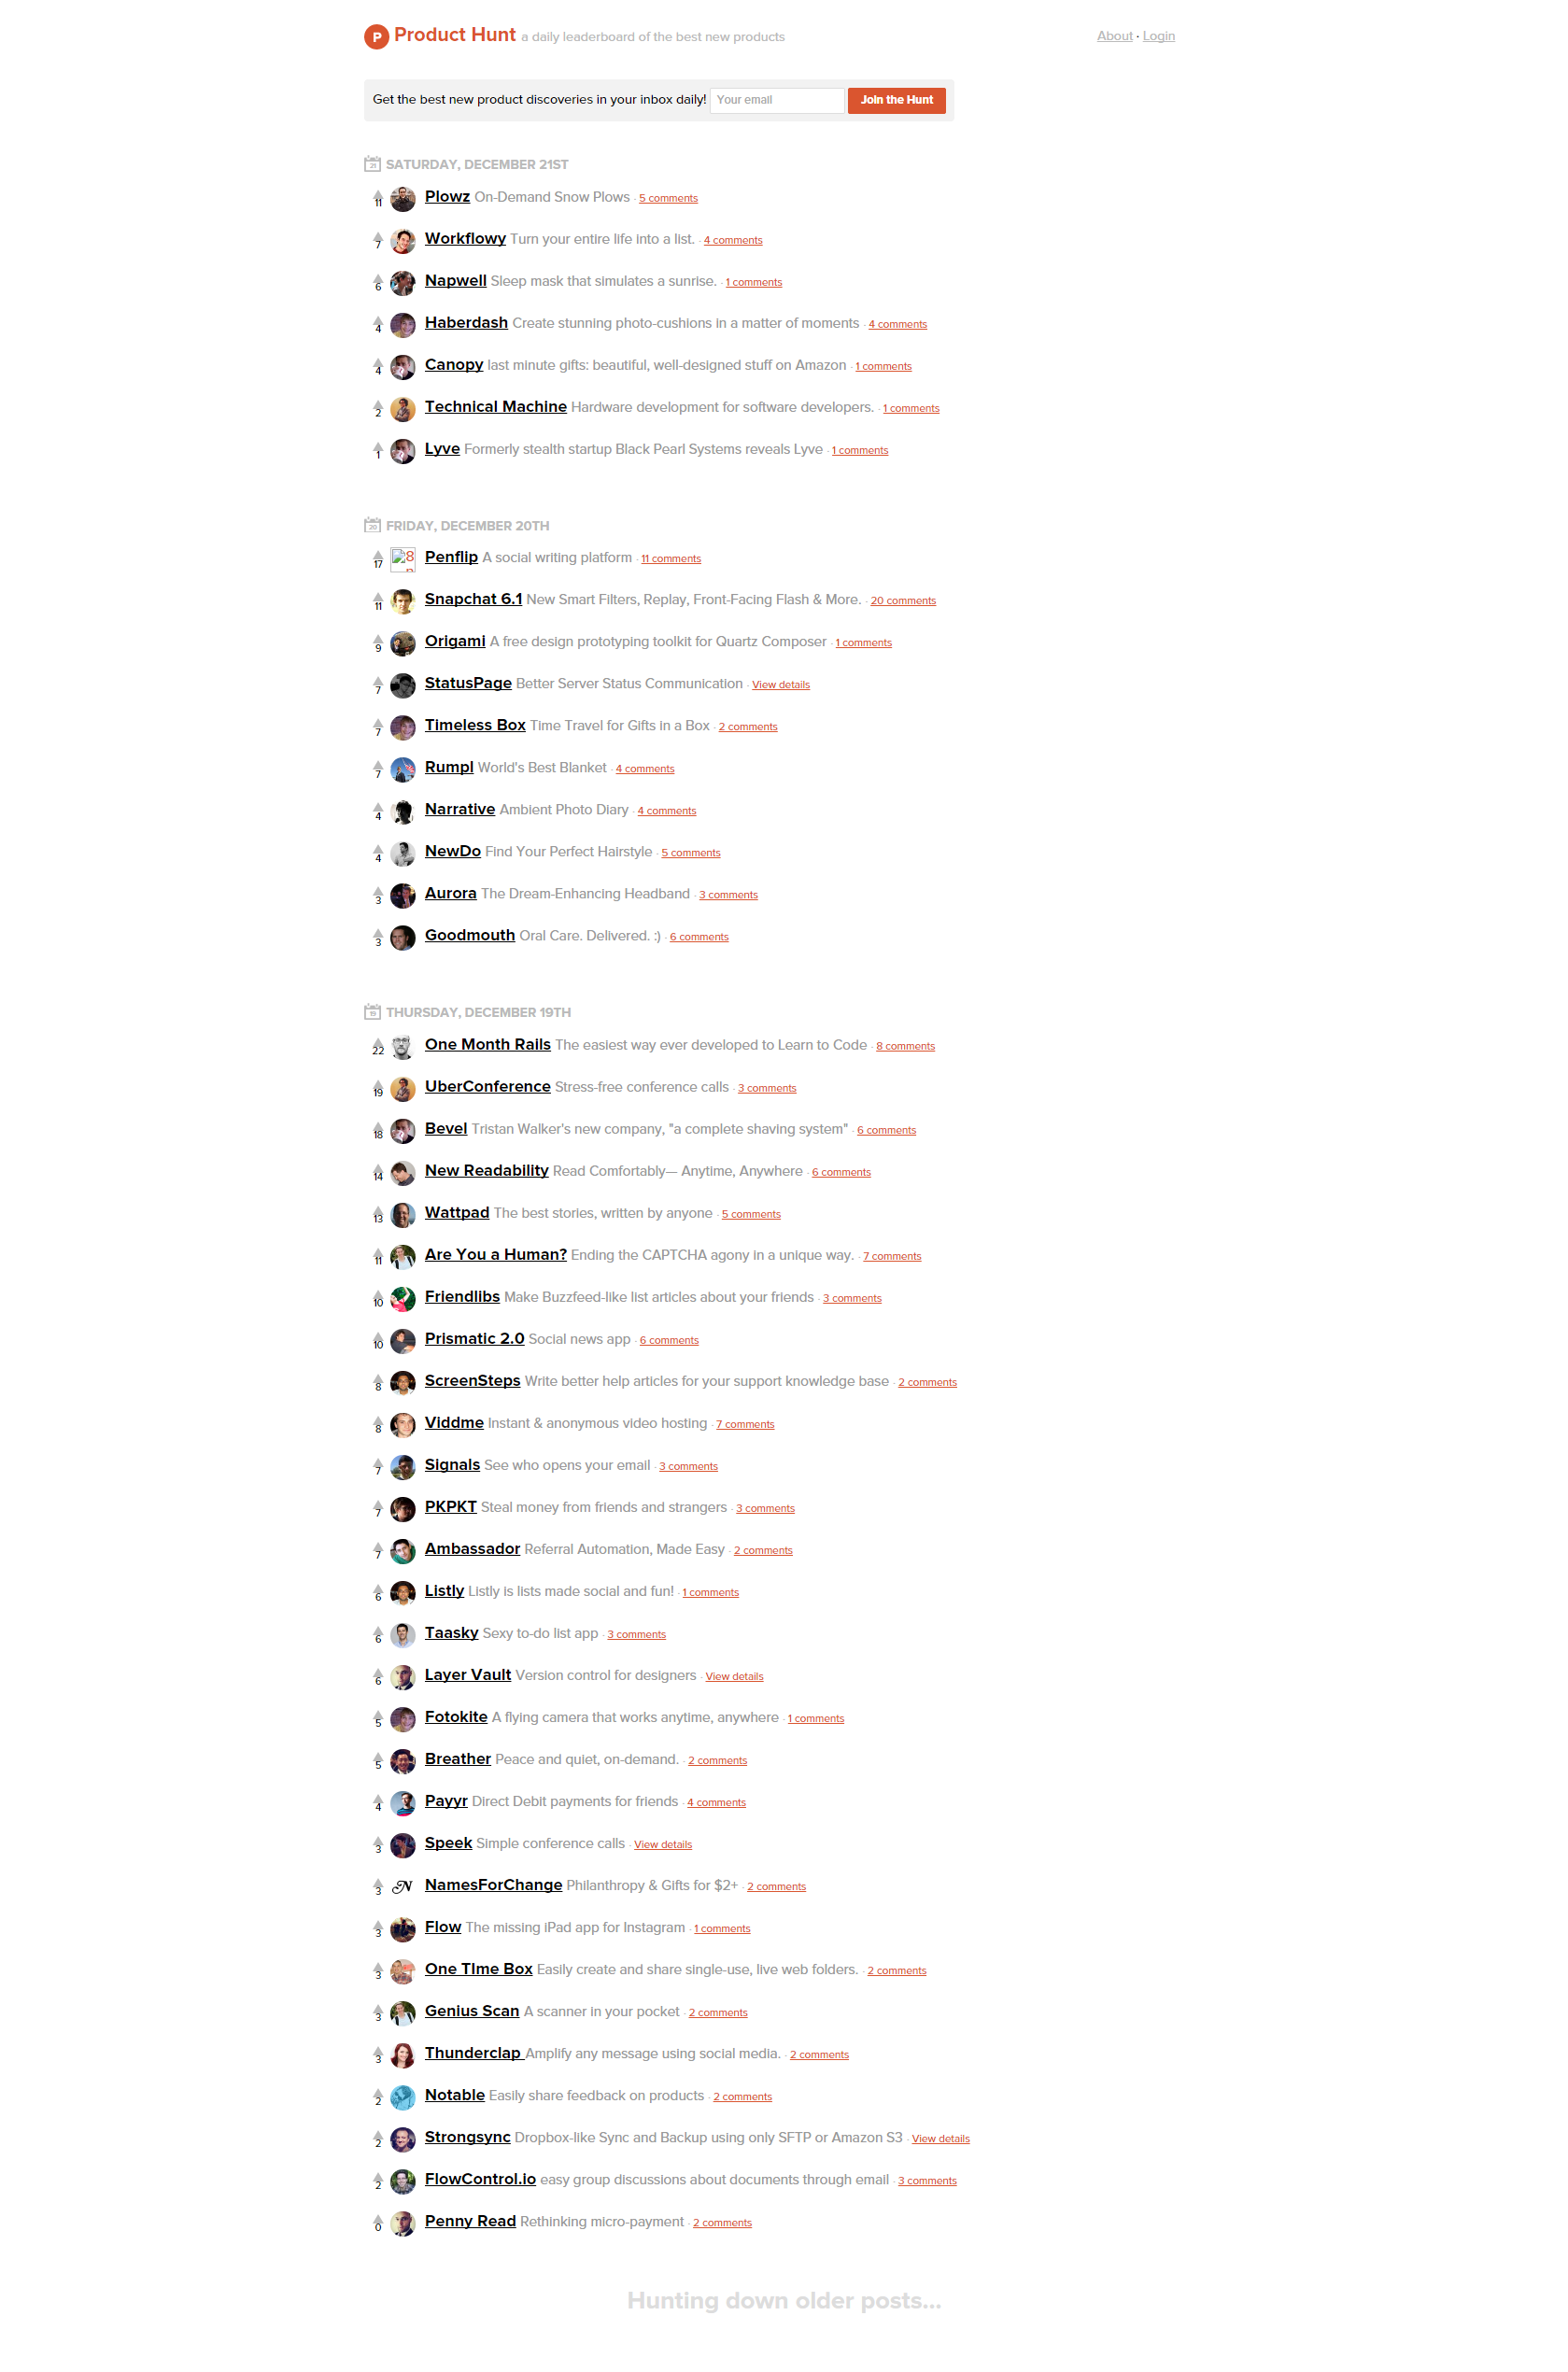 P Product Hunt a daily leaderboard of the best new products About · Login
Get the best new product discoveries in your inbox daily! Your email Join the Hunt
21 SATURDAY, DECEMBER 21ST
11 Plowz On-Demand Snow Plows · 5 comments
7 Workflowy Turn your entire life into a list. · 4 comments
6 Napwell Sleep mask that simulates a sunrise. · 1 comments
4 Haberdash Create stunning photo-cushions in a matter of moments · 4 comments
4 Canopy last minute gifts: beautiful, well-designed stuff on Amazon · 1 comments
2 Technical Machine Hardware development for software developers. · 1 comments
1 Lyve Formerly stealth startup Black Pearl Systems reveals Lyve · 1 comments
20 FRIDAY, DECEMBER 20TH
17 Penflip A social writing platform · 11 comments
11 Snapchat 6.1 New Smart Filters, Replay, Front-Facing Flash & More. · 20 comments
9 Origami A free design prototyping toolkit for Quartz Composer · 1 comments
7 StatusPage Better Server Status Communication · View details
7 Timeless Box Time Travel for Gifts in a Box · 2 comments
7 Rumpl World's Best Blanket · 4 comments
4 Narrative Ambient Photo Diary · 4 comments
4 NewDo Find Your Perfect Hairstyle · 5 comments
3 Aurora The Dream-Enhancing Headband · 3 comments
3 Goodmouth Oral Care. Delivered. :) · 6 comments
19 THURSDAY, DECEMBER 19TH
22 One Month Rails The easiest way ever developed to Learn to Code · 8 comments
19 UberConference Stress-free conference calls · 3 comments
18 Bevel Tristan Walker's new company, "a complete shaving system" · 6 comments
14 New Readability Read Comfortably— Anytime, Anywhere · 6 comments
13 Wattpad The best stories, written by anyone · 5 comments
11 Are You a Human? Ending the CAPTCHA agony in a unique way. · 7 comments
10 Friendlibs Make Buzzfeed-like list articles about your friends · 3 comments
10 Prismatic 2.0 Social news app · 6 comments
8 ScreenSteps Write better help articles for your support knowledge base · 2 comments
8 Viddme Instant & anonymous video hosting · 7 comments
7 Signals See who opens your email · 3 comments
7 PKPKT Steal money from friends and strangers · 3 comments
7 Ambassador Referral Automation, Made Easy · 2 comments
6 Listly Listly is lists made social and fun! · 1 comments
6 Taasky Sexy to-do list app · 3 comments
6 Layer Vault Version control for designers · View details
5 Fotokite A flying camera that works anytime, anywhere · 1 comments
5 Breather Peace and quiet, on-demand. · 2 comments
4 Payyr Direct Debit payments for friends · 4 comments
3 Speek Simple conference calls · View details
3 NamesForChange Philanthropy & Gifts for $2+ · 2 comments
3 Flow The missing iPad app for Instagram · 1 comments
3 One TIme Box Easily create and share single-use, live web folders. · 2 comments
3 Genius Scan A scanner in your pocket · 2 comments
3 Thunderclap Amplify any message using social media. · 2 comments
2 Notable Easily share feedback on products · 2 comments
2 Strongsync Dropbox-like Sync and Backup using only SFTP or Amazon S3 · View details
2 FlowControl.io easy group discussions about documents through email · 3 comments
0 Penny Read Rethinking micro-payment · 2 comments
Hunting down older posts...